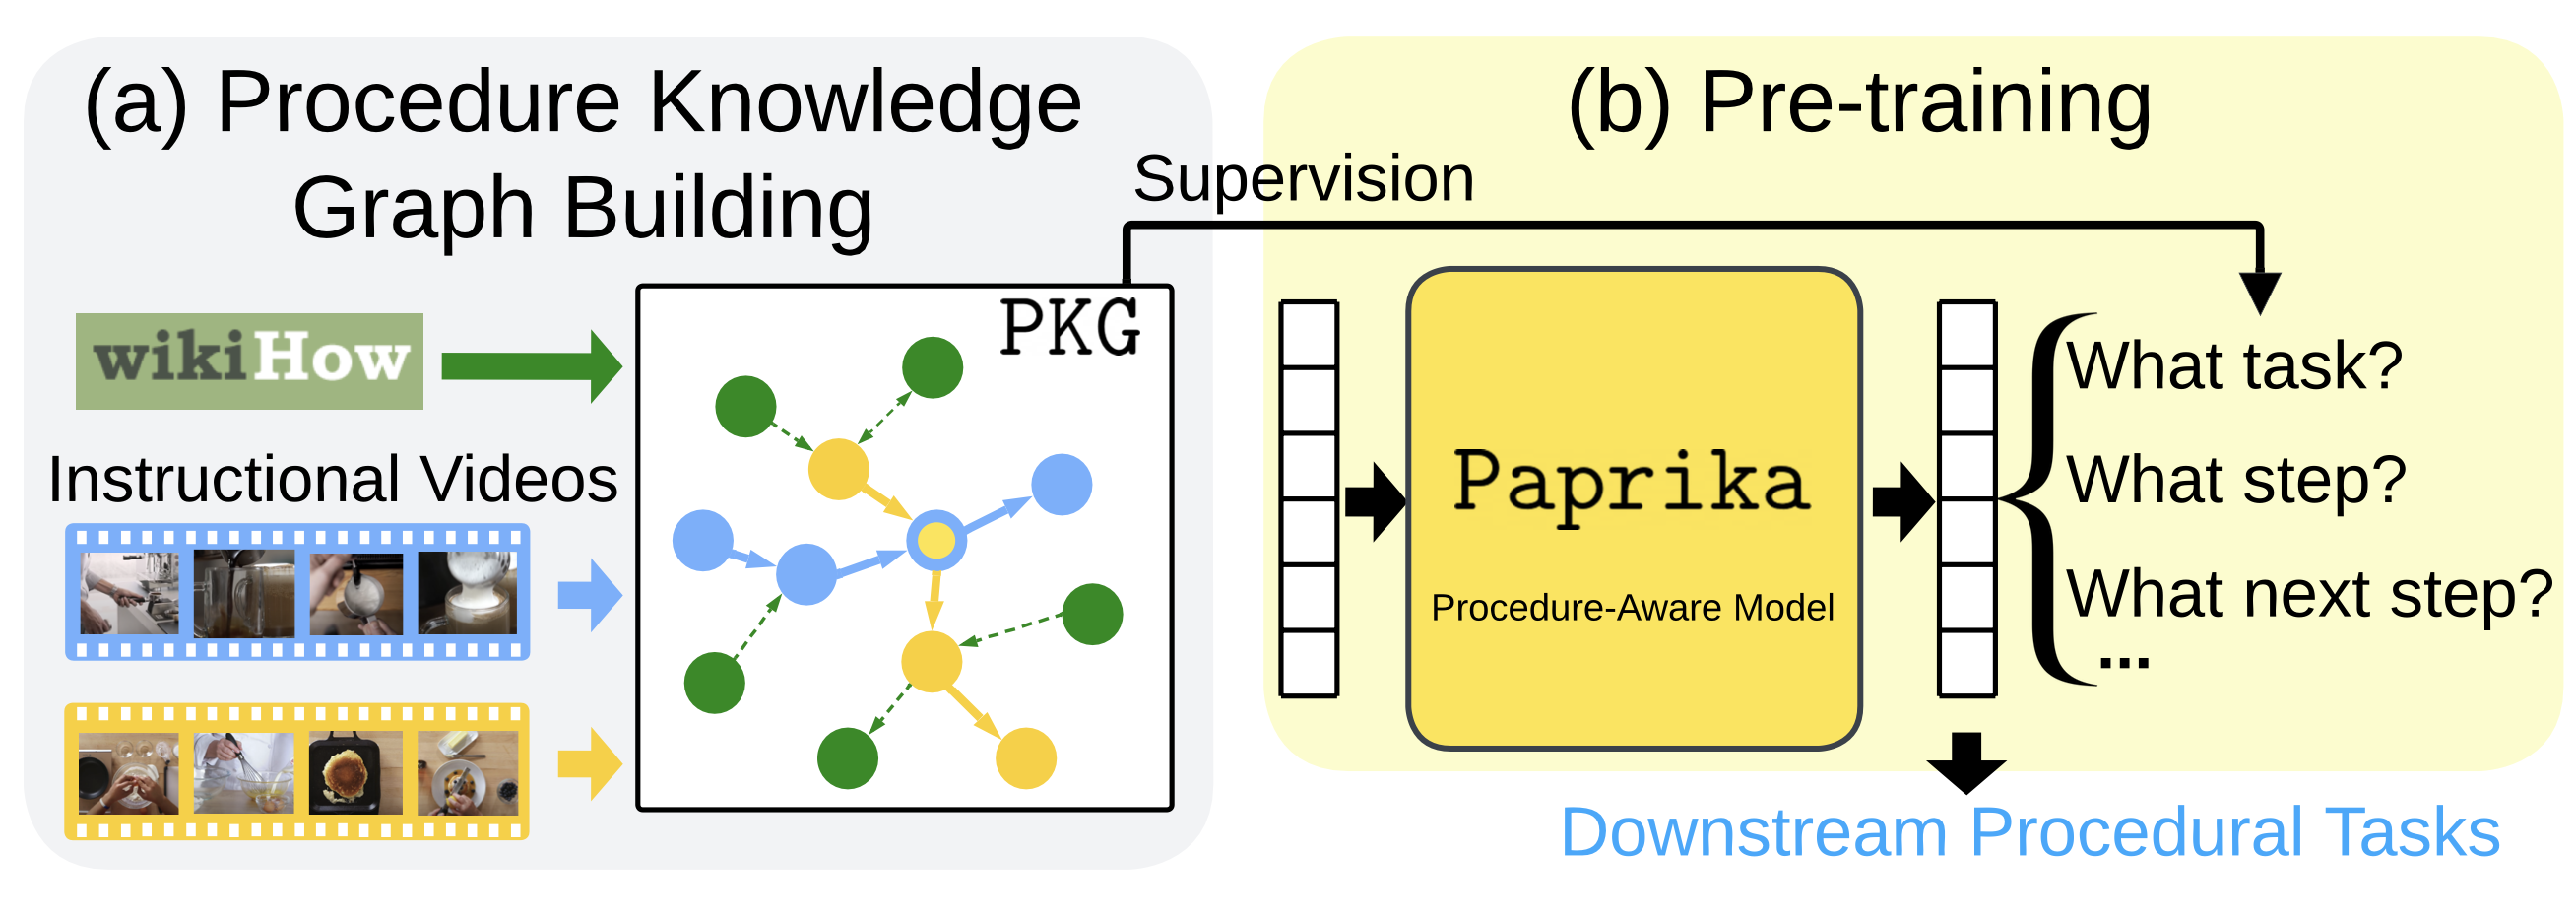 (a) Procedure Knowledge
Graph Building
wikiHow
Instructional Videos
PKG
Supervision
(b) Pre-training
Paprika
Procedure-Aware Model
What task?
What step?
What next step?
...
Downstream Procedural Tasks